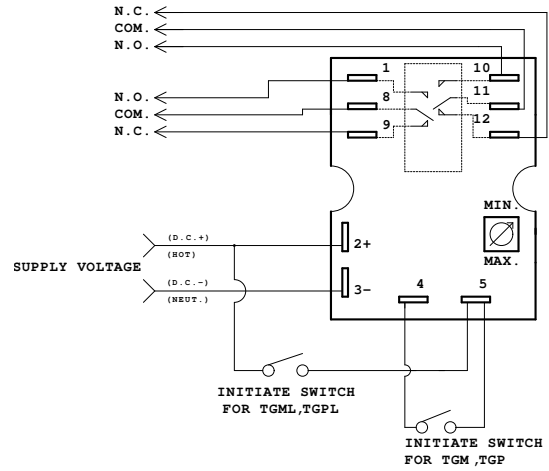 N.C.
COM.
N.O.
1
10
N.O.
8
11
COM.
9
12
N.C.
MIN.
(D.C.+)
2+
(HOT)
MAX.
SUPPLY VOLTAGE
(D.C.-)
3-
4
5
(NEUT.)
INITIATE SWITCH
FOR TGML,TGPL
INITIATE SWITCH
FOR TGM ,TGP